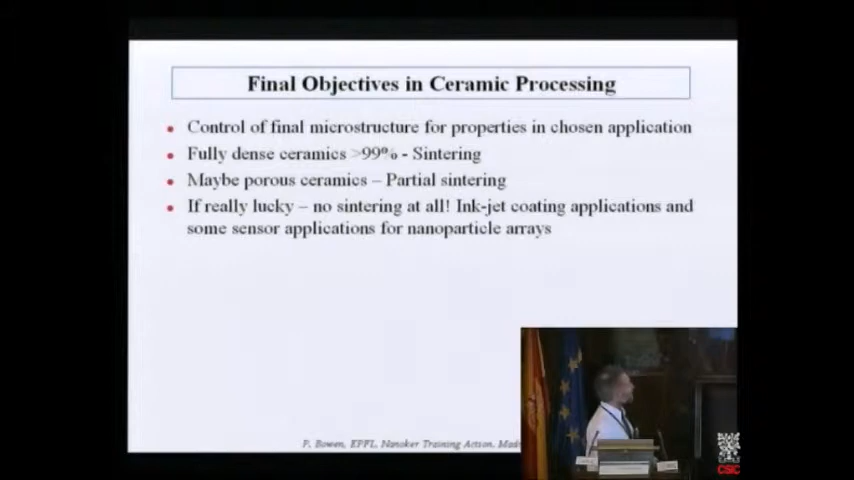 Final Objectives in Ceramic Processing
• Control of final microstructure for properties in chosen application
• Fully dense ceramics >99% - Sintering
• Maybe porous ceramics – Partial sintering
• If really lucky – no sintering at all! Ink-jet coating applications and
some sensor applications for nanoparticle arrays
P. Bowen, EPFL, Nanoker Training Action,
CSIC